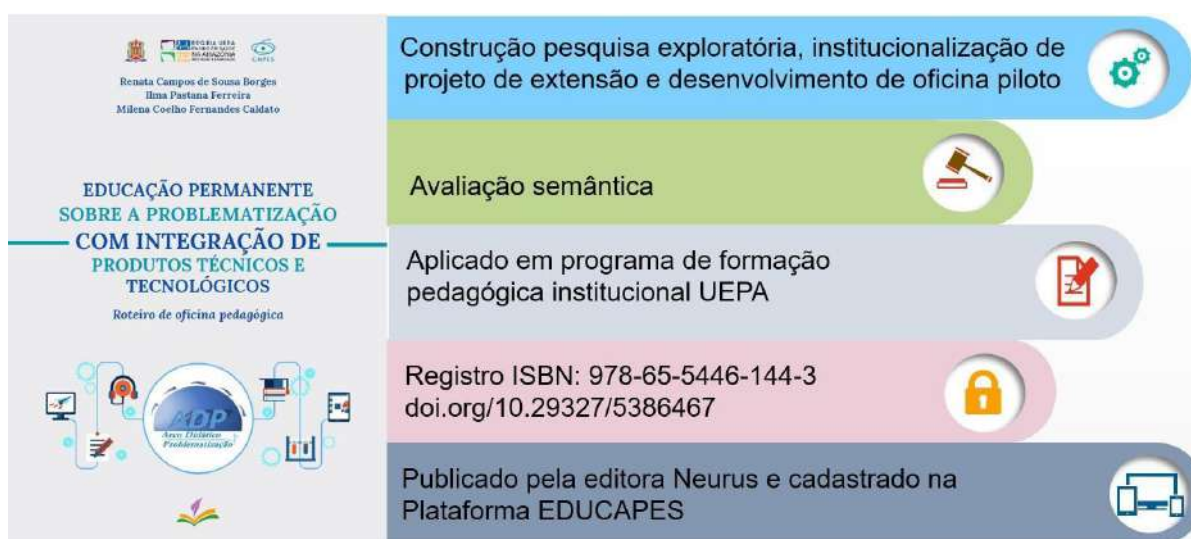 Renata Campos de Sousa Borges
Ilma Pastana Ferreira
Milena Coelho Fernandes Caldato
EDUCAÇÃO PERMANENTE
SOBRE A PROBLEMATIZAÇÃO
COM INTEGRAÇÃO DE
PRODUTOS TÉCNICOS E
TECNOLÓGICOS
Roteiro de oficina pedagógica
ADP
Arco Didático
Problematização
Construção pesquisa exploratória, institucionalização de
projeto de extensão e desenvolvimento de oficina piloto
Avaliação semântica
Aplicado em programa de formação
pedagógica institucional UEPA
Registro ISBN: 978-65-5446-144-3
doi.org/10.29327/5386467
Publicado pela editora Neurus e cadastrado na
Plataforma EDUCAPES